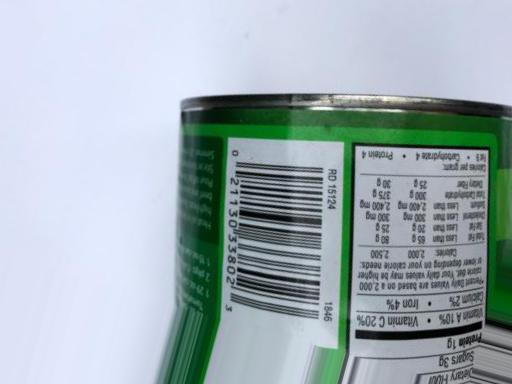 Dietary Fiber
Sugars 3g
Protein 1g
Vitamin A 10% • Vitamin C 20%
Calcium 2% • Iron 4%
*Percent Daily Values are based on a 2,000
calorie diet. Your daily values may be higher
or lower depending on your calorie needs:
Calories: 2,000 2,500
Total Fat Less than 65 g 80 g
Sat Fat Less than 20 g 25 g
Cholesterol Less than 300 mg 300 mg
Sodium Less than 2,400 mg 2,400 mg
Total Carbohydrate 300 g 375 g
Dietary Fiber 25 g 30 g
Calories per gram:
Fat 9 • Carbohydrate 4 • Protein 4
RD 15124
1846
0 21130 33802 3